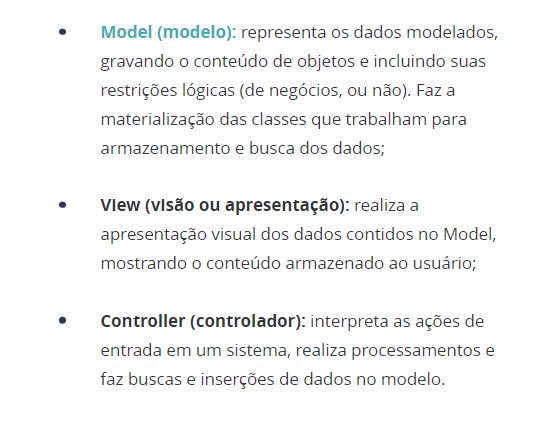 • Model (modelo): representa os dados modelados,
gravando o conteúdo de objetos e incluindo suas
restrições lógicas (de negócios, ou não). Faz a
materialização das classes que trabalham para
armazenamento e busca dos dados;
• View (visão ou apresentação): realiza a
apresentação visual dos dados contidos no Model,
mostrando o conteúdo armazenado ao usuário;
• Controller (controlador): interpreta as ações de
entrada em um sistema, realiza processamentos e
faz buscas e inserções de dados no modelo.